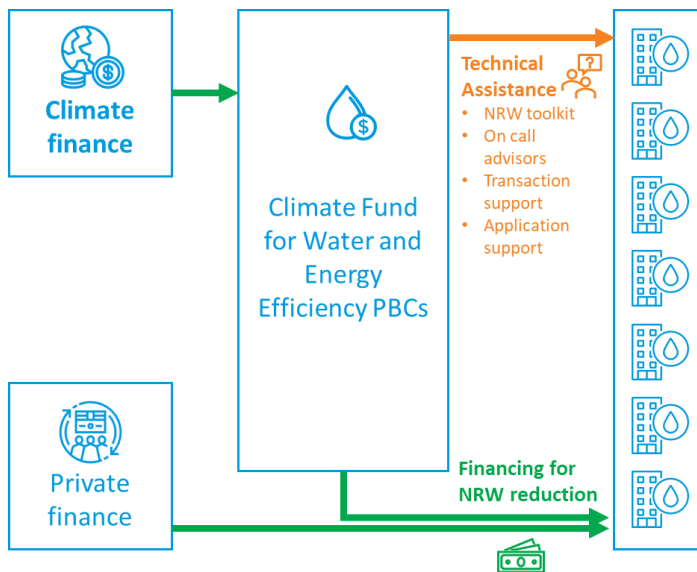 Climate
finance
Climate Fund
for Water and
Energy
Efficiency PBCs
Technical
Assistance
• NRW toolkit
• On call
advisors
• Transaction
support
• Application
support
Private
finance
Financing for
NRW reduction